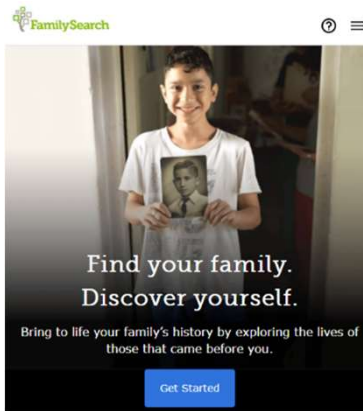 FamilySearch
Find your family.
Discover yourself.
Bring to life your family's history by exploring the lives of
those that came before you.
Get Started